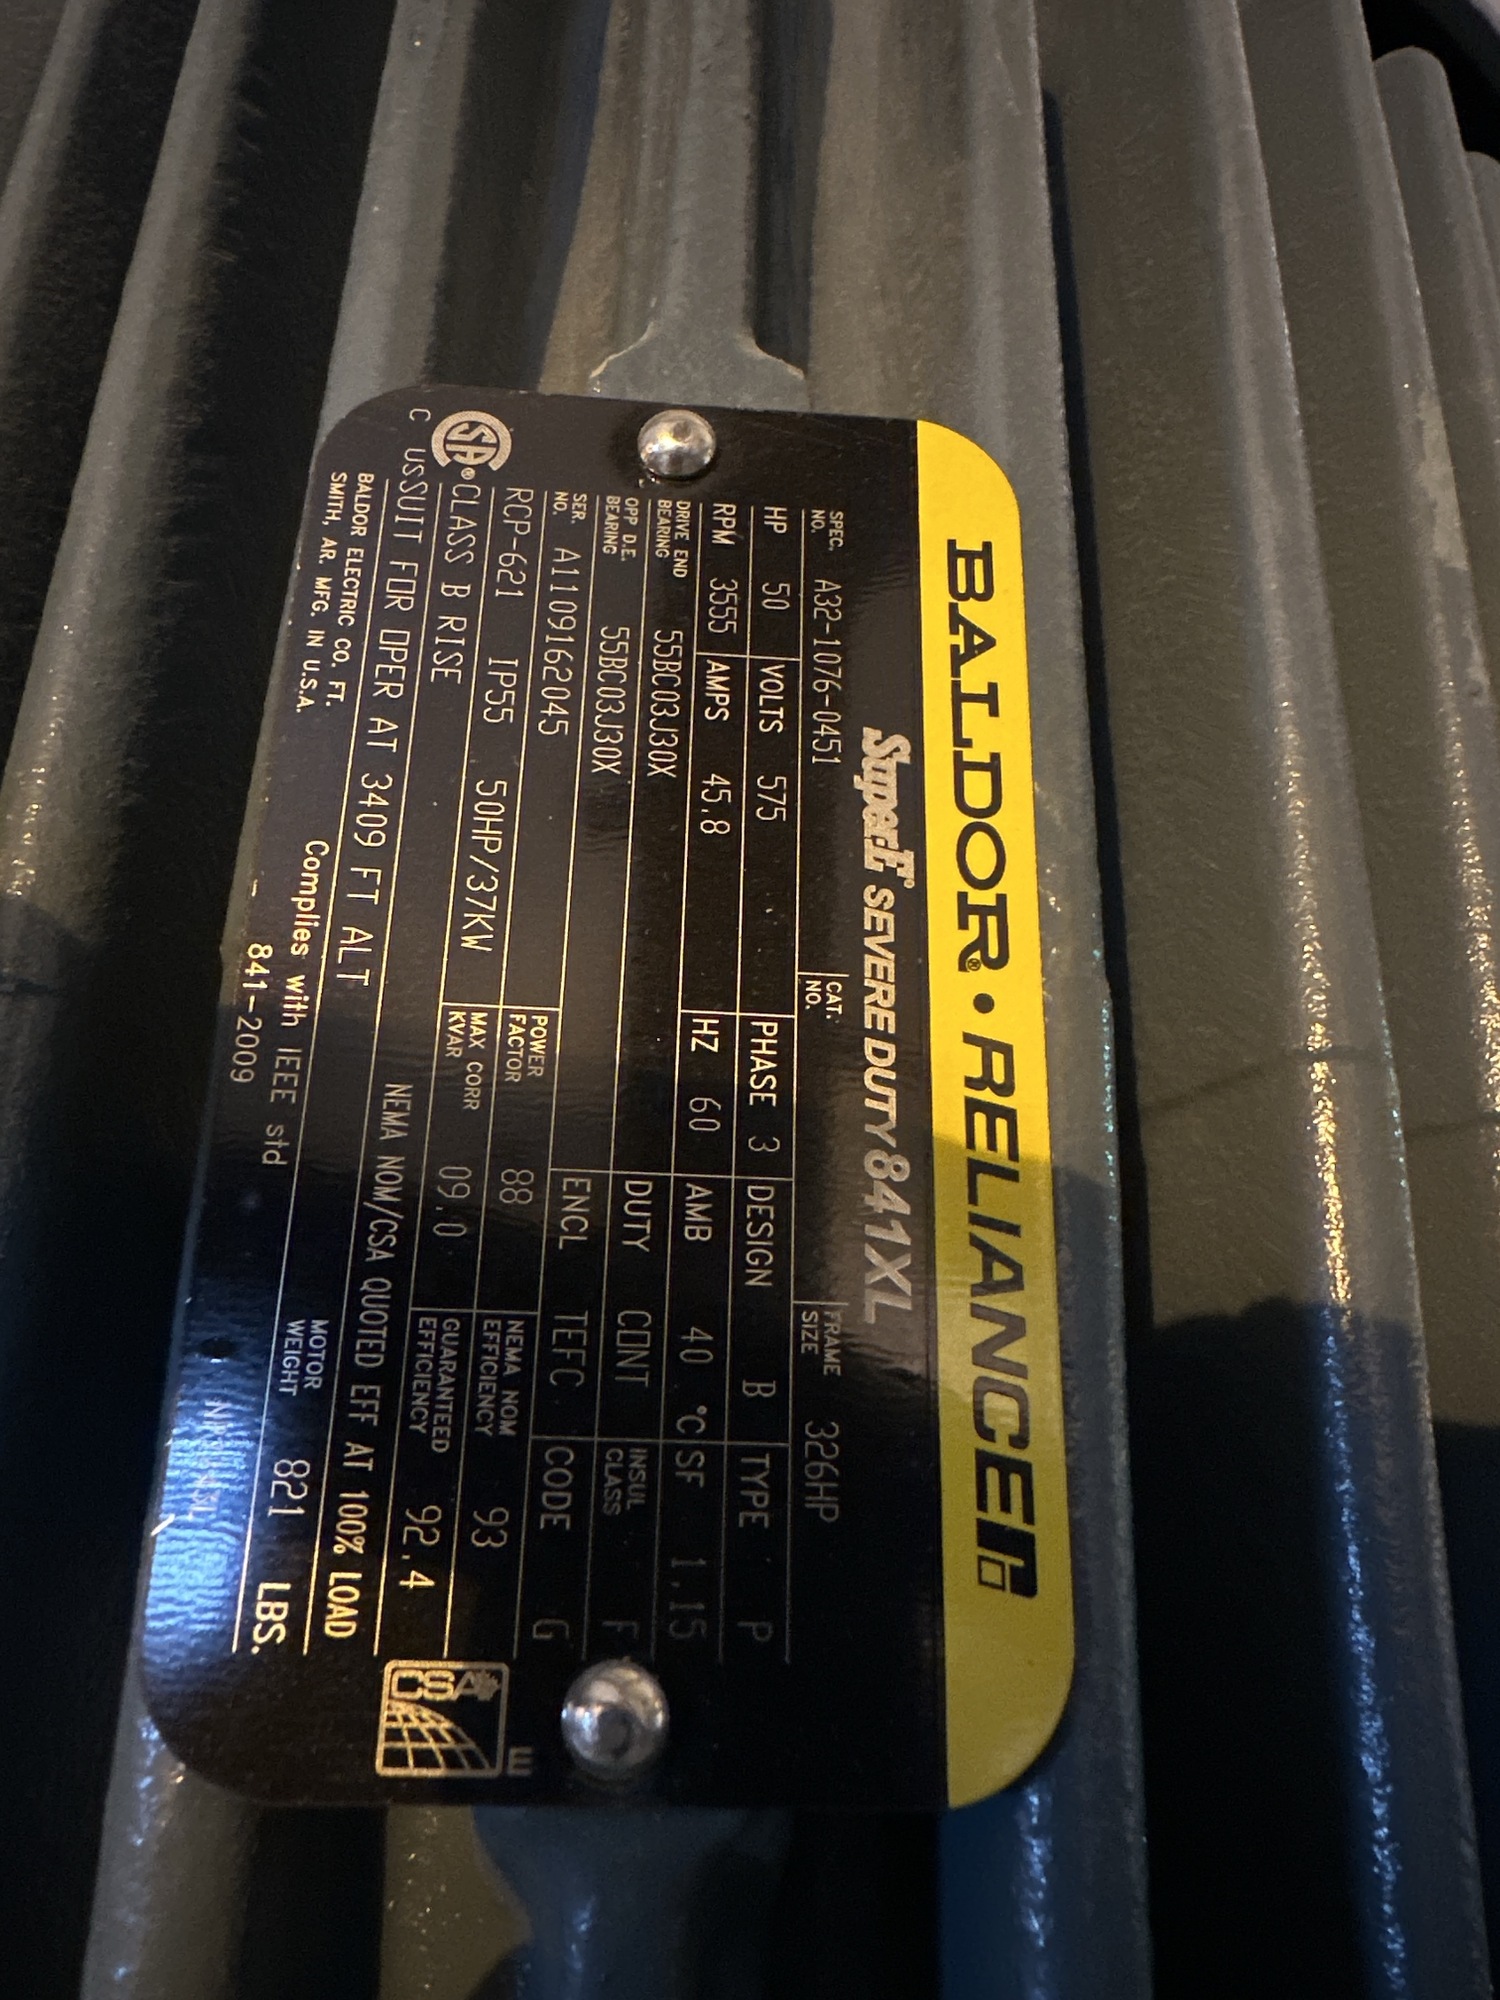 BALDOR® • RELIANCER
SuperE® SEVERE DUTY 841XL
SPEC. NO. A32-1076-0451 CAT. NO. FRAME SIZE 326HP
HP 50 VOLTS 575 PHASE 3 DESIGN B TYPE P
RPM 3555 AMPS 45.8 HZ 60 AMB 40 °C SF 1.15
DRIVE END BEARING 55BC03J30X DUTY CONT INSUL CLASS F
OPP D.E. BEARING 55BC03J30X ENCL TEFC CODE G
SER. NO. A1109162045 POWER FACTOR 88 NEMA NOM EFFICIENCY 93
RCP-621 IP55 50HP/37KW MAX CORR KVAR 09.0 GUARANTEED EFFICIENCY 92.4
CLASS B RISE NEMA NOM/CSA QUOTED EFF AT 100% LOAD
SUIT FOR OPER AT 3409 FT ALT MOTOR WEIGHT 821 LBS.
BALDOR ELECTRIC CO. FT.
SMITH, AR. MFG. IN U.S.A.
Complies with IEEE std
841-2009
C SA® US
CSA
E